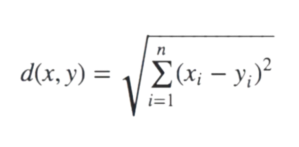 d(x, y) = √(∑_{i=1}^{n} (x_i − y_i)²)